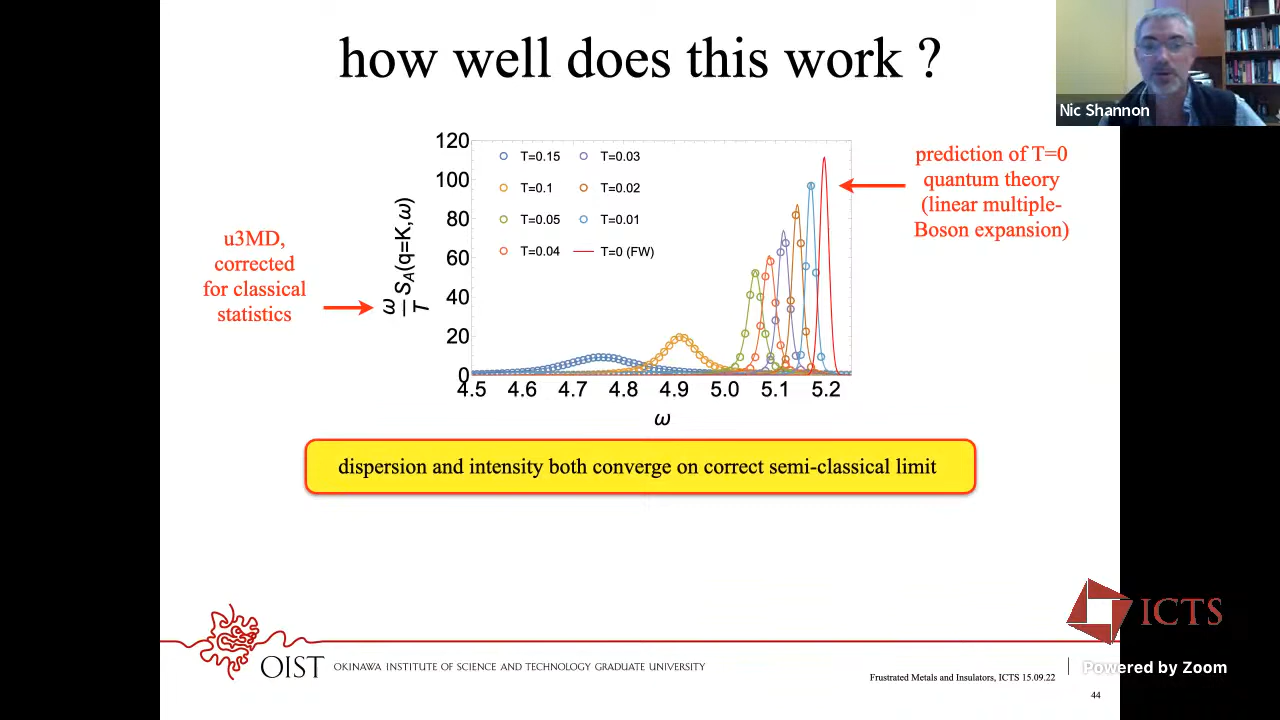 how well does this work ?
Nic Shannon
prediction of T=0
quantum theory
(linear multiple-
Boson expansion)
u3MD,
corrected
for classical
statistics
ω/T S_A(q=K,ω)
120
100
80
60
40
20
0
T=0.15
T=0.03
T=0.1
T=0.02
T=0.05
T=0.01
T=0.04
T=0 (FW)
4.5 4.6 4.7 4.8 4.9 5.0 5.1 5.2
ω
dispersion and intensity both converge on correct semi-classical limit
ICTS
OIST
OKINAWA INSTITUTE OF SCIENCE AND TECHNOLOGY GRADUATE UNIVERSITY
Powered by Zoom
Frustrated Metals and Insulators, ICTS 15.09.22
44